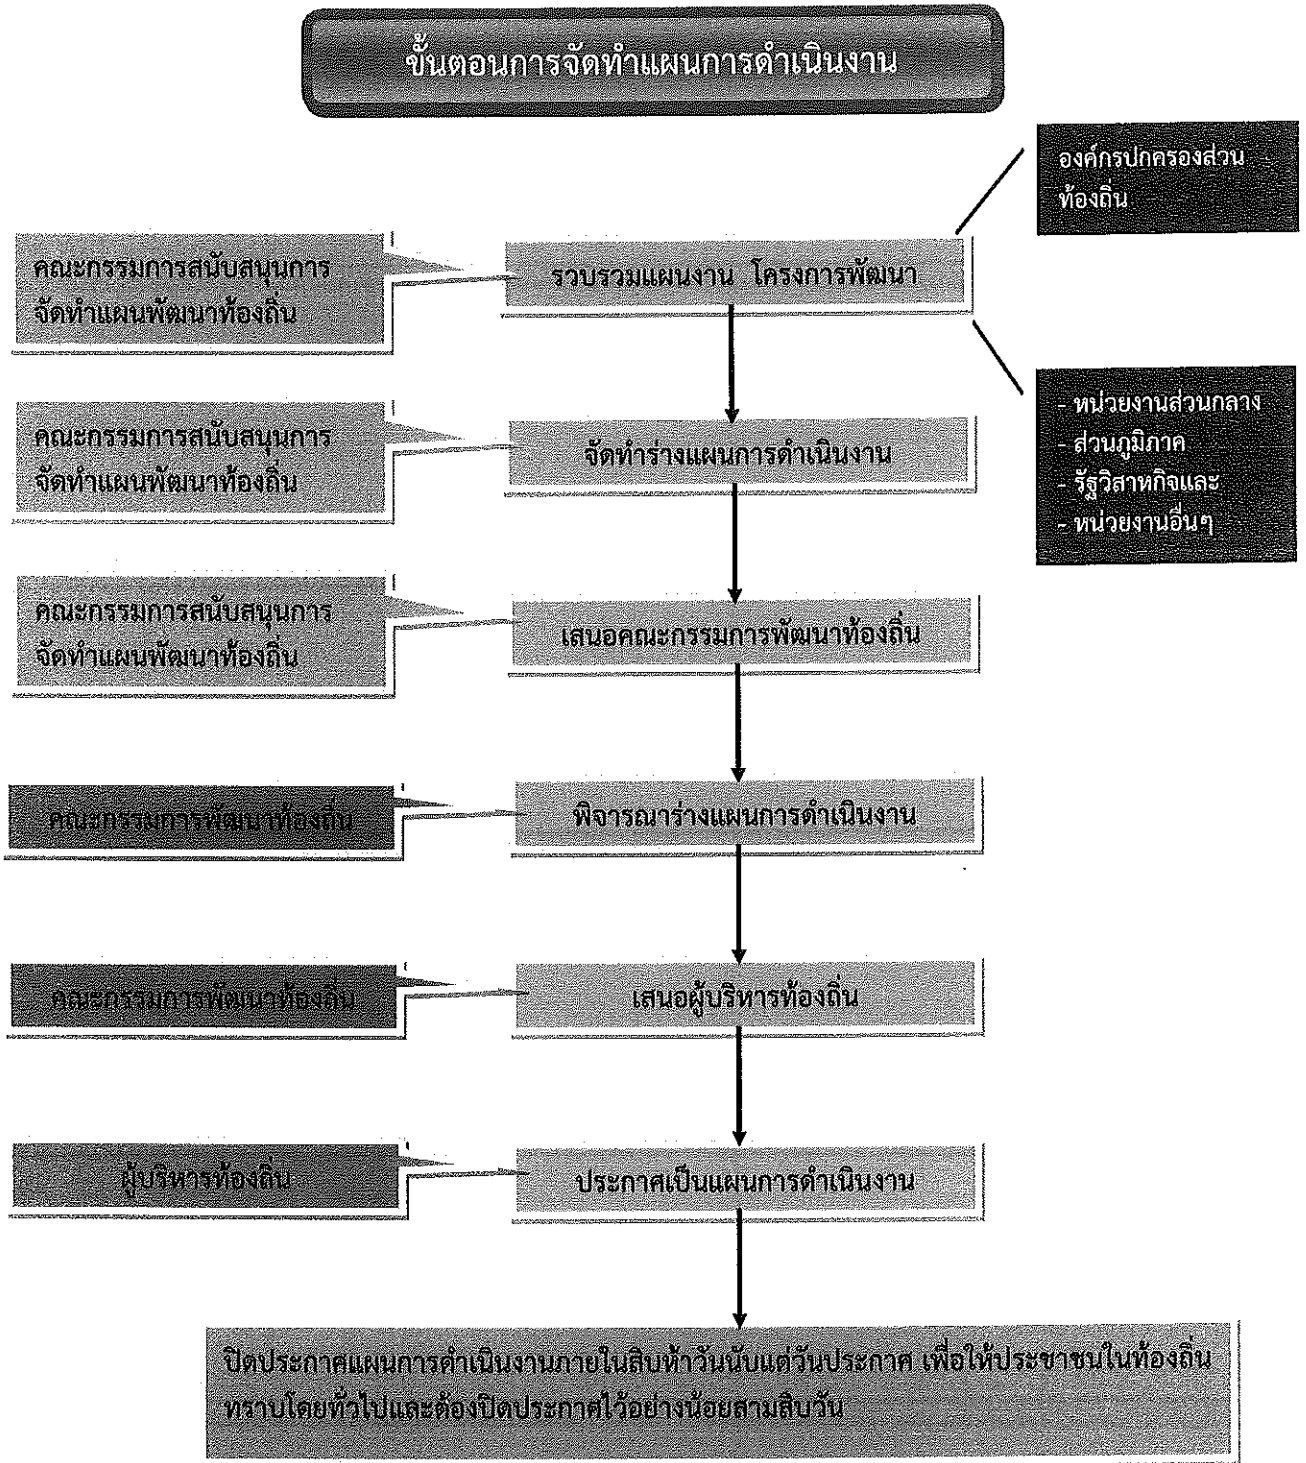 ขั้นตอนการจัดทำแผนการดำเนินงาน
องค์กรปกครองส่วน
ท้องถิ่น
คณะกรรมการสนับสนุนการ
จัดทำแผนพัฒนาท้องถิ่น
รวบรวมแผนงาน โครงการพัฒนา
- หน่วยงานส่วนกลาง
- ส่วนภูมิภาค
- รัฐวิสาหกิจและ
- หน่วยงานอื่นๆ
คณะกรรมการสนับสนุนการ
จัดทำแผนพัฒนาท้องถิ่น
จัดทำร่างแผนการดำเนินงาน
คณะกรรมการสนับสนุนการ
จัดทำแผนพัฒนาท้องถิ่น
เสนอคณะกรรมการพัฒนาท้องถิ่น
คณะกรรมการพัฒนาท้องถิ่น
พิจารณาร่างแผนการดำเนินงาน
คณะกรรมการพัฒนาท้องถิ่น
เสนอผู้บริหารท้องถิ่น
ผู้บริหารท้องถิ่น
ประกาศเป็นแผนการดำเนินงาน
ปิดประกาศแผนการดำเนินงานภายในสิบห้าวันนับแต่วันประกาศ เพื่อให้ประชาชนในท้องถิ่น
ทราบโดยทั่วไปและต้องปิดประกาศไว้อย่างน้อยสามสิบวัน